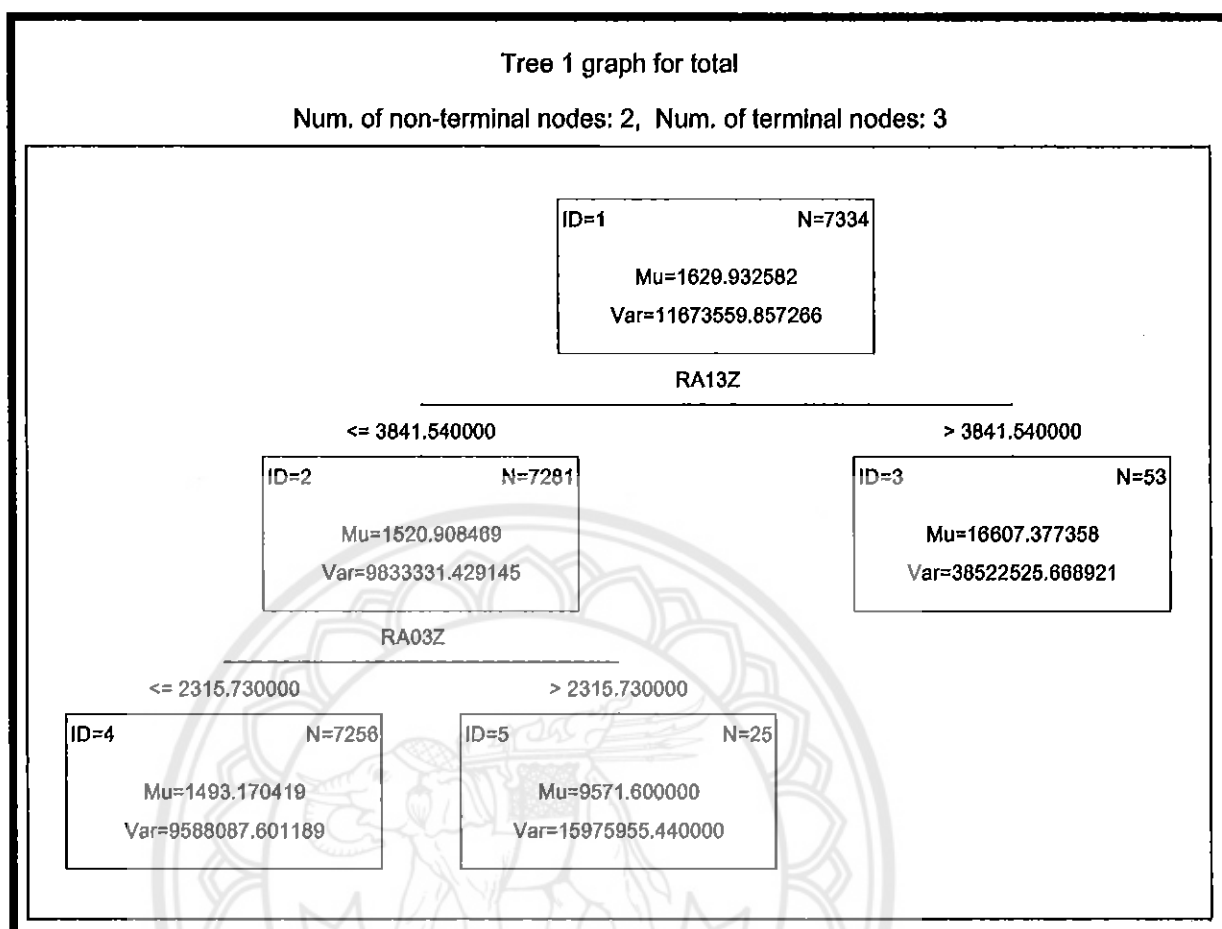 Tree 1 graph for total
Num. of non-terminal nodes: 2, Num. of terminal nodes: 3
ID=1 N=7334
Mu=1629.932582
Var=11673559.857266
RA13Z
<= 3841.540000 > 3841.540000
ID=2 N=7281 ID=3 N=53
Mu=1520.908469 Mu=16607.377358
Var=9833331.429145 Var=38522525.668921
RA03Z
<= 2315.730000 > 2315.730000
ID=4 N=7256 ID=5 N=25
Mu=1493.170419 Mu=9571.600000
Var=9588087.601189 Var=15975955.440000